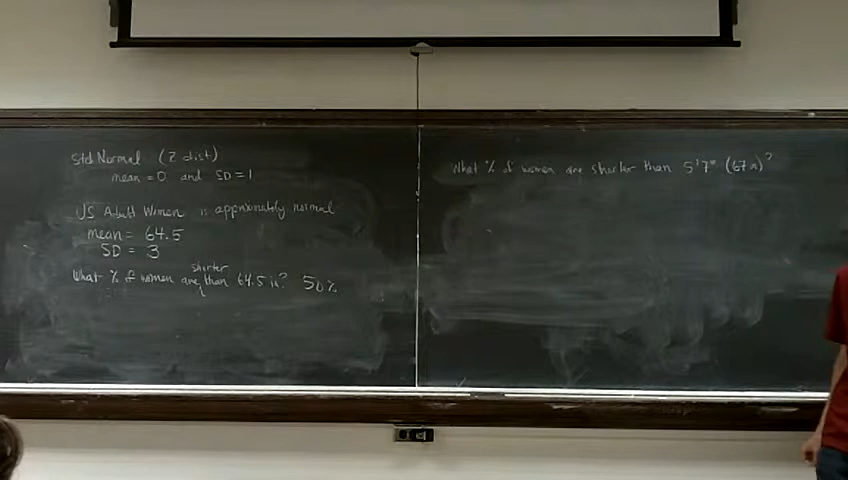 Std Normal (Z dist)
mean = 0 and SD = 1
US Adult Women is approximately normal
mean = 64.5
SD = 3
What % of women are shorter than 64.5 in? 50%
What % of women are shorter than 5'7" (67 in)?